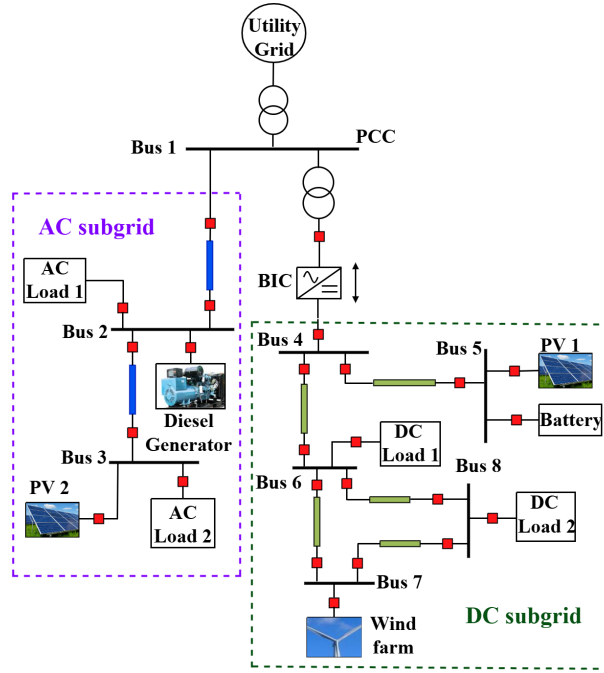 Utility
Grid
Bus 1
PCC
AC subgrid
AC
Load 1
BIC
Bus 2
Bus 4
Bus 5
PV 1
Diesel
Generator
Battery
DC
Load 1
Bus 3
Bus 6
Bus 8
PV 2
AC
Load 2
DC
Load 2
Bus 7
Wind
farm
DC subgrid